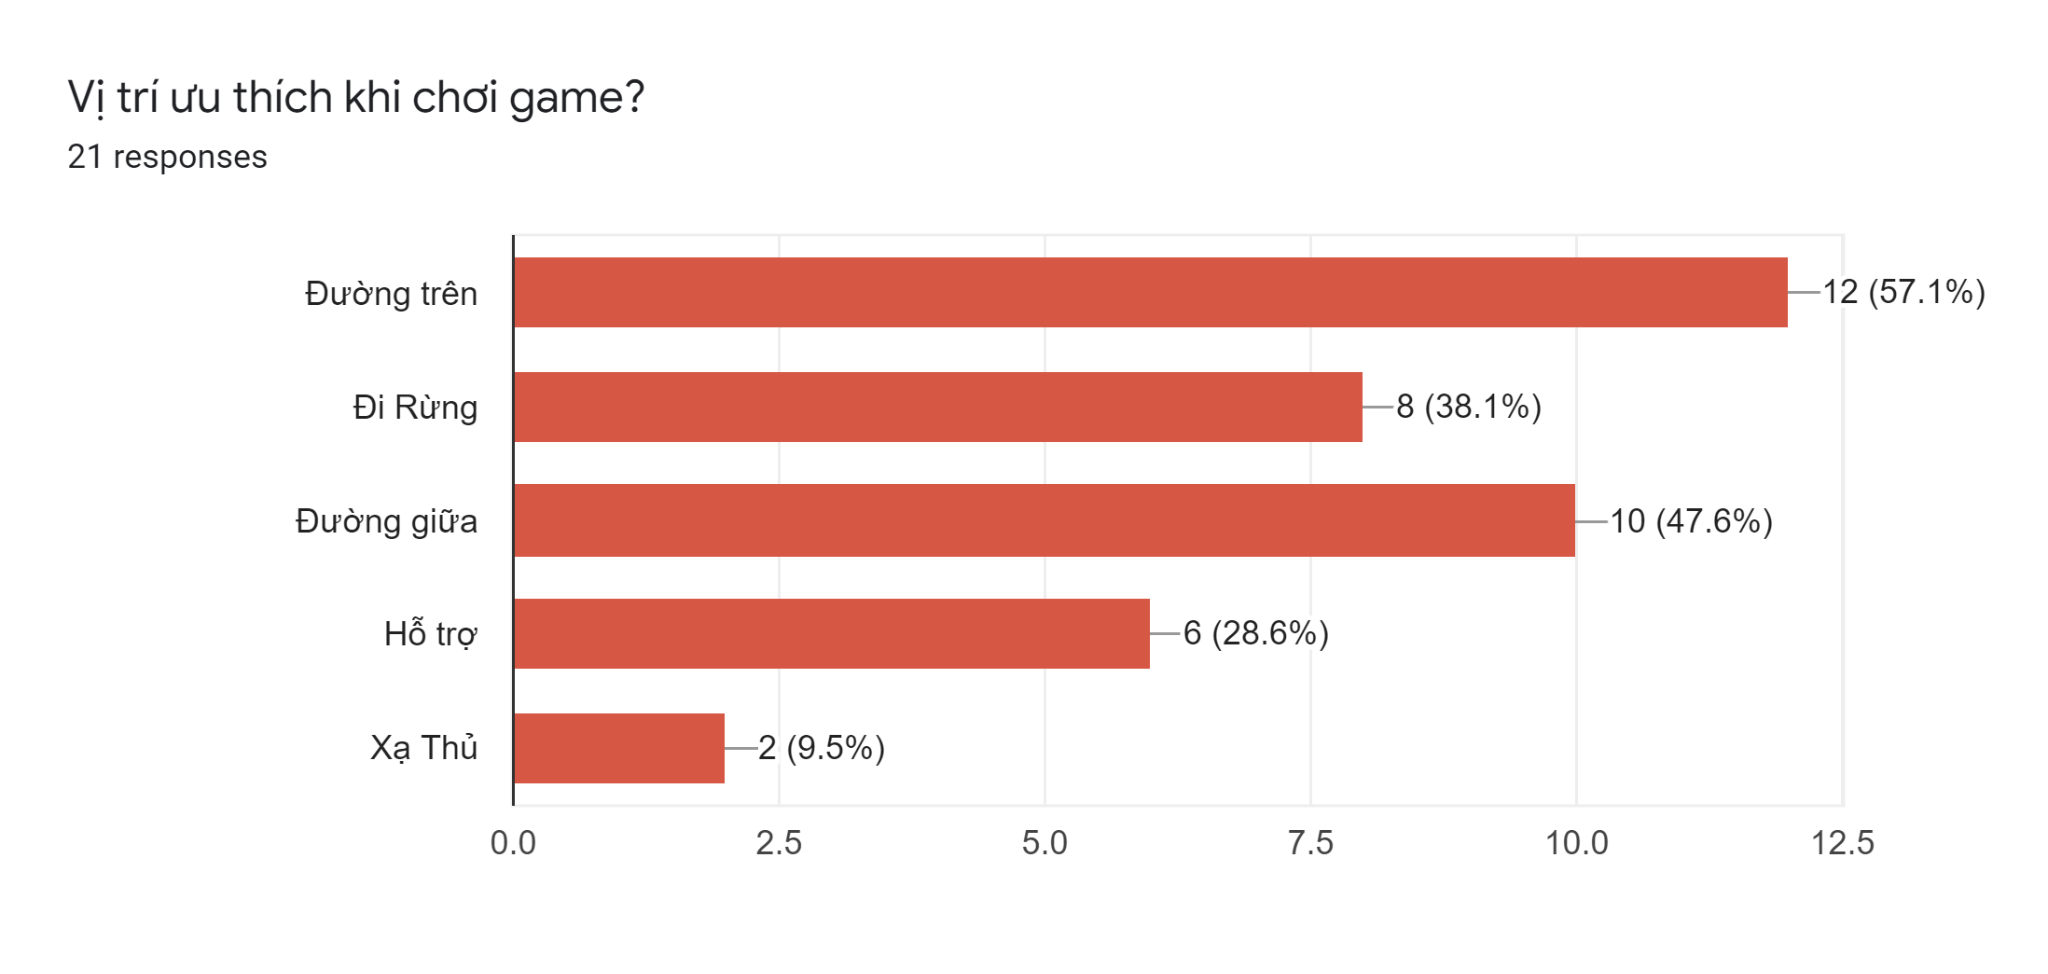 Vị trí ưu thích khi chơi game?
21 responses
Đường trên
12 (57.1%)
Đi Rừng
8 (38.1%)
Đường giữa
10 (47.6%)
Hỗ trợ
6 (28.6%)
Xạ Thủ
2 (9.5%)
0.0 2.5 5.0 7.5 10.0 12.5